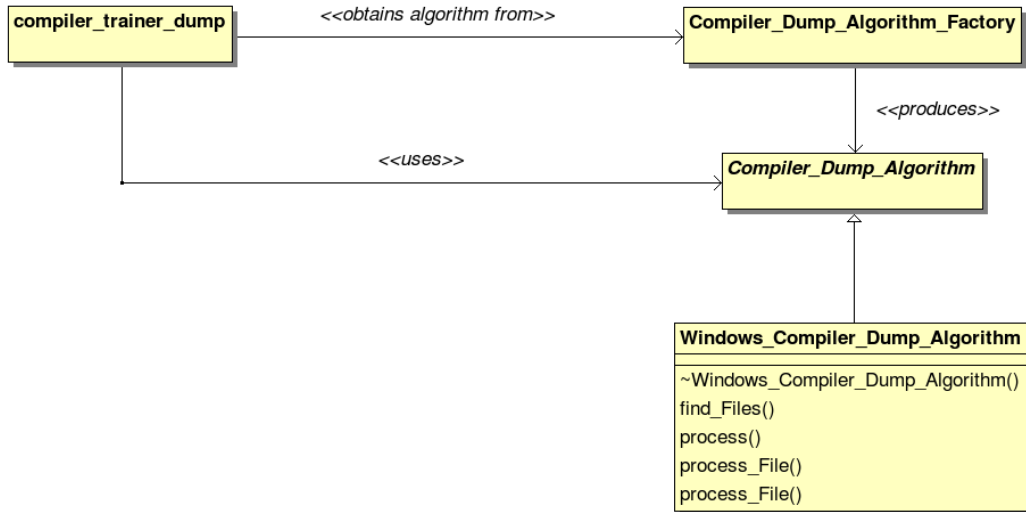 compiler_trainer_dump
<<obtains algorithm from>>
Compiler_Dump_Algorithm_Factory
<<produces>>
<<uses>>
Compiler_Dump_Algorithm
Windows_Compiler_Dump_Algorithm
~Windows_Compiler_Dump_Algorithm()
find_Files()
process()
process_File()
process_File()